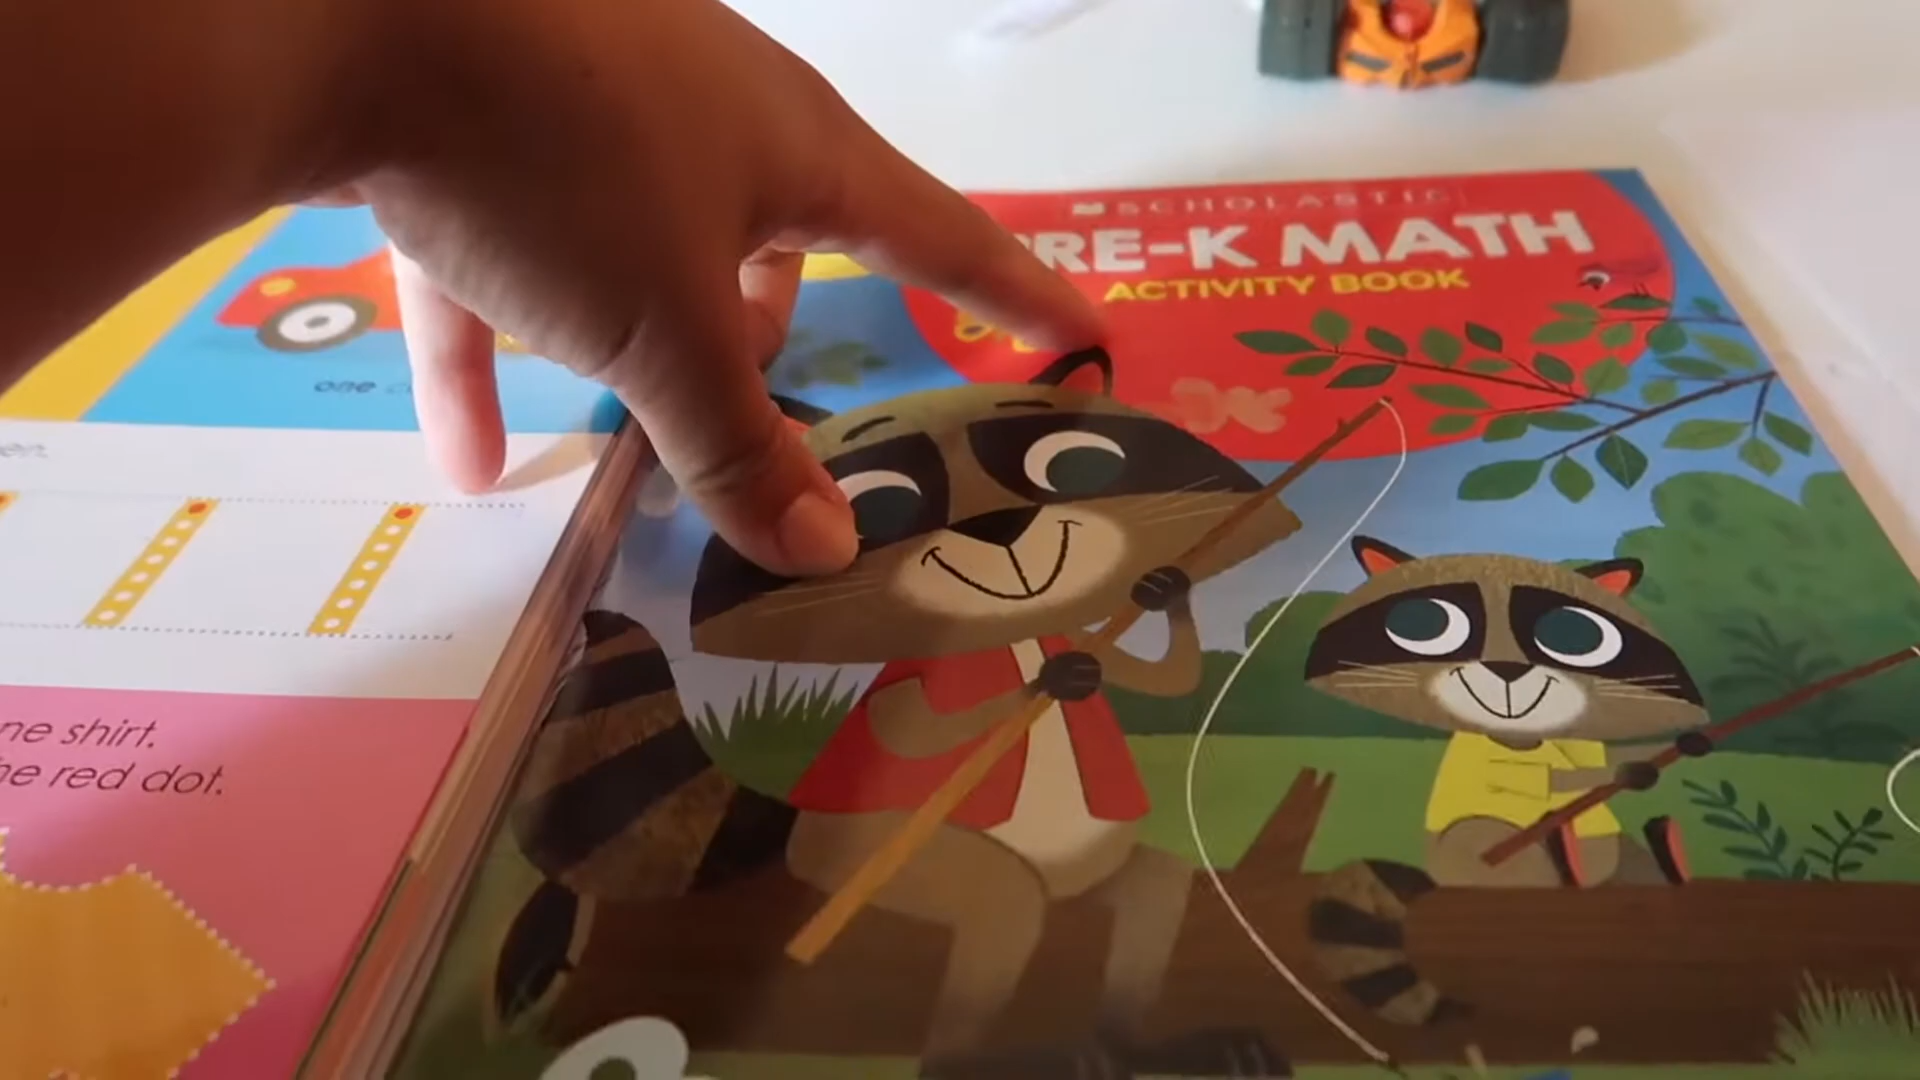 SCHOLASTIC
RE-K MATH
ACTIVITY BOOK
one
en.
ne shirt.
he red dot.